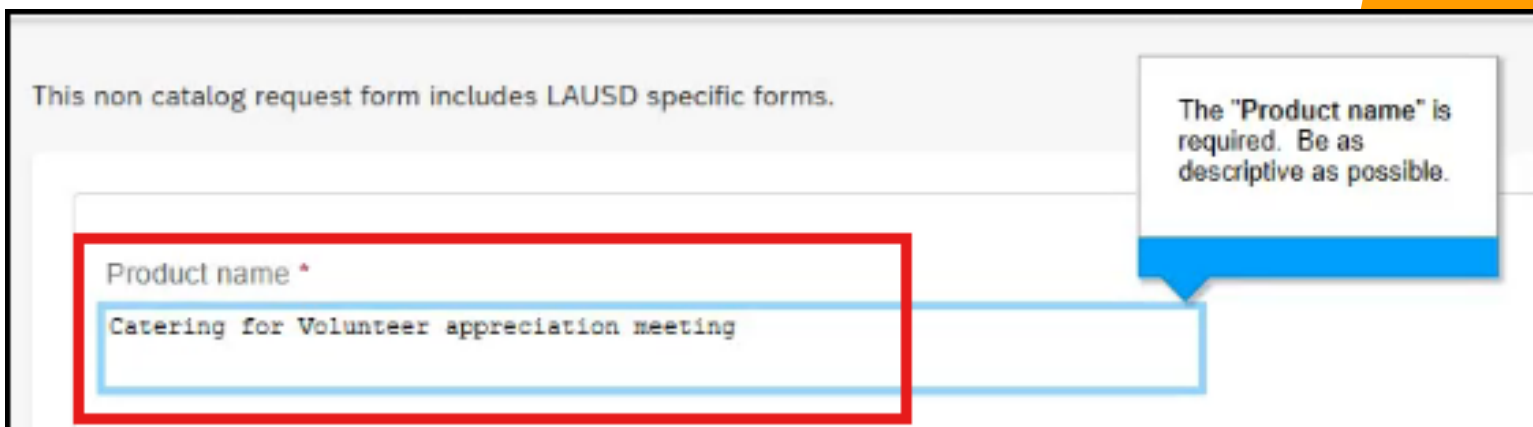 This non catalog request form includes LAUSD specific forms.
The "Product name" is
required. Be as
descriptive as possible.
Product name *
Catering for Volunteer appreciation meeting